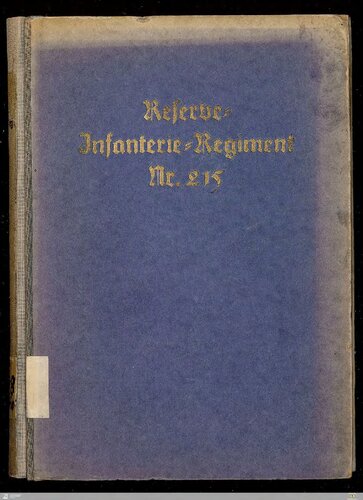 Reserve-
Infanterie-Regiment
Nr. 215